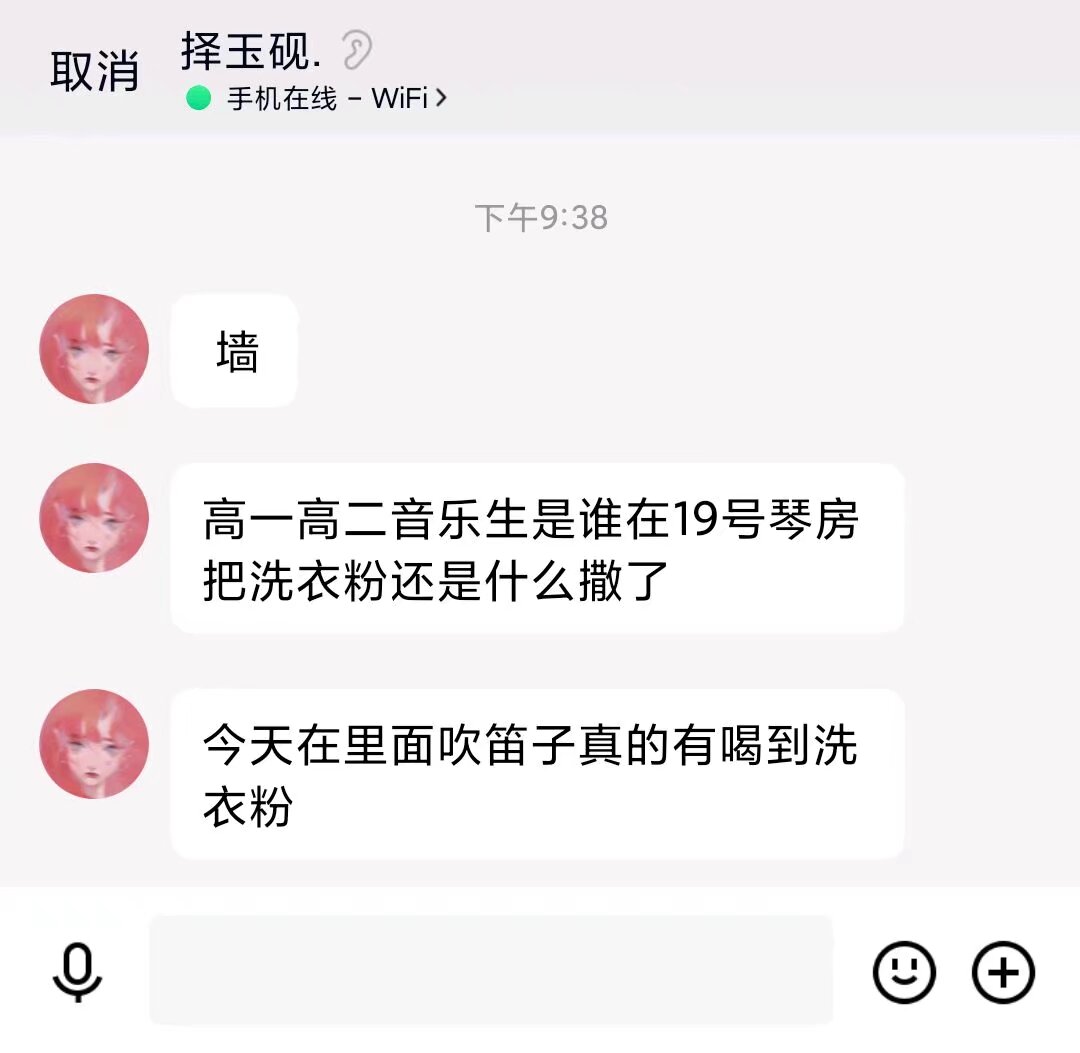 取消
择玉砚.
手机在线 - WiFi
下午9:38
墙
高一高二音乐生是谁在19号琴房
把洗衣粉还是什么撒了
今天在里面吹笛子真的有喝到洗
衣粉